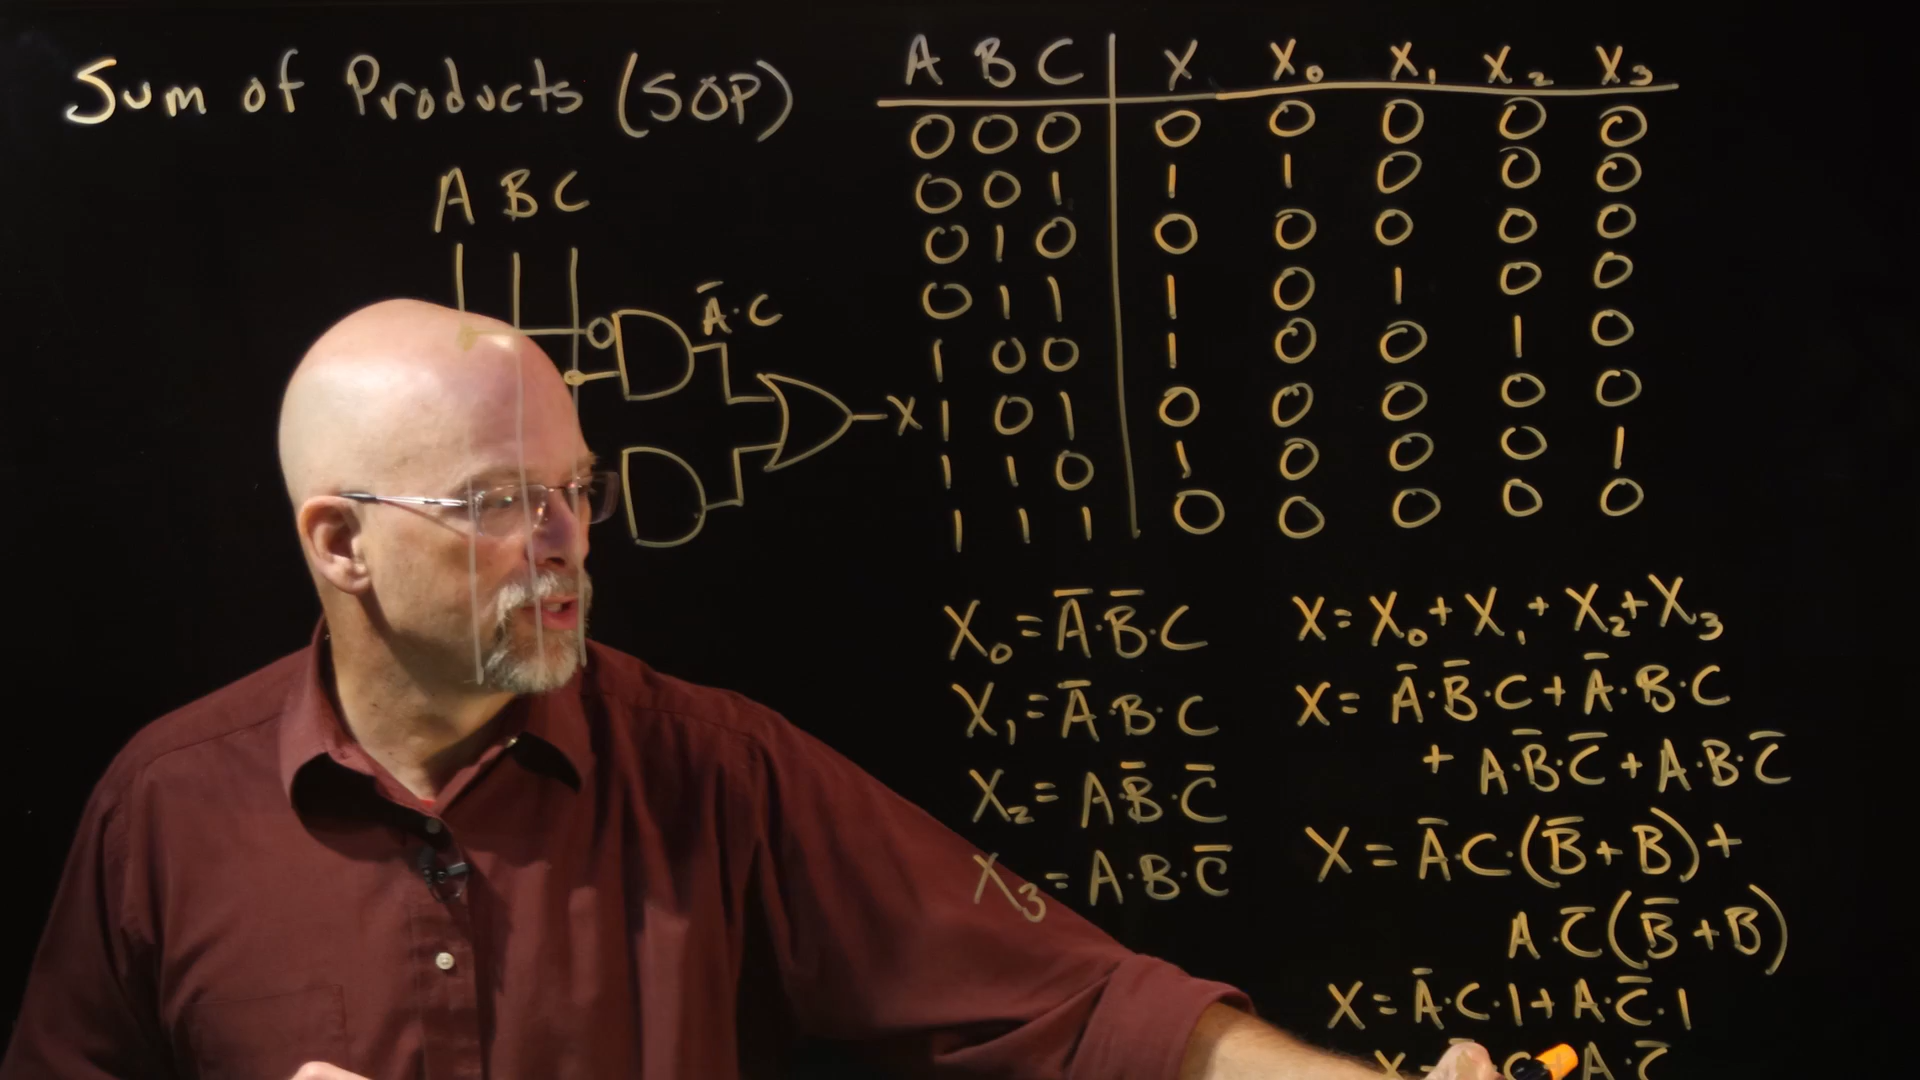 Sum of Products (SOP)
A B C
Ā·C
X
A B C | X X₀ X₁ X₂ X₃
0 0 0 | 0 0 0 0 0
0 0 1 | 1 1 0 0 0
0 1 0 | 0 0 0 0 0
0 1 1 | 1 0 1 0 0
1 0 0 | 1 0 0 1 0
1 0 1 | 0 0 0 0 0
1 1 0 | 1 0 0 0 1
1 1 1 | 0 0 0 0 0
X₀ = Ā·B̄·C
X₁ = Ā·B·C
X₂ = A·B̄·C̄
X₃ = A·B·C̄
X = X₀ + X₁ + X₂ + X₃
X = Ā·B̄·C + Ā·B·C
+ A·B̄·C̄ + A·B·C̄
X = Ā·C·(B̄ + B) +
A·C̄(B̄ + B)
X = Ā·C·1 + A·C̄·1
A·C̄